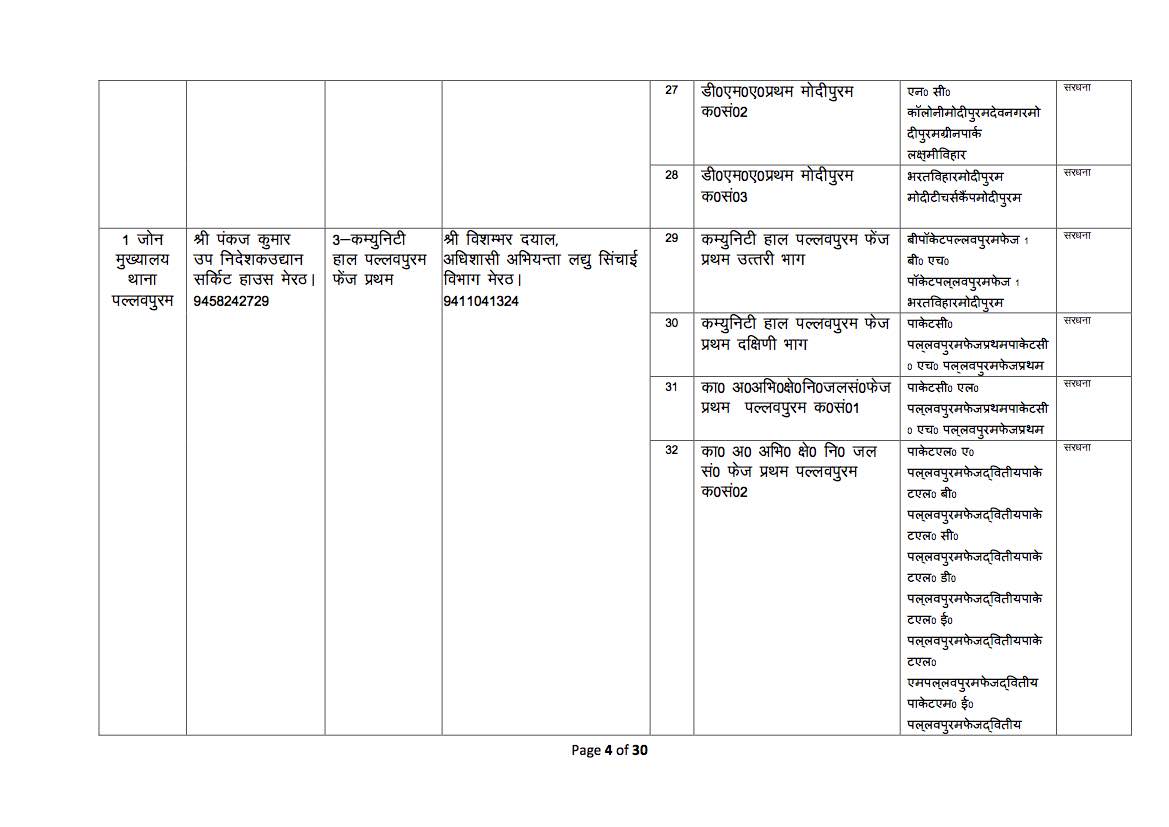 27
डी0एम0ए0प्रथम मोदीपुरम
क0सं02
एन० सी०
कॉलोनीमोदीपुरमदेवनगरमो
दीपुरमग्रीनपार्क
लक्ष्मीविहार
सरधना
28
डी0एम0ए0प्रथम मोदीपुरम
क0सं03
भरतविहारमोदीपुरम
मोदीटीचर्सकैंपमोदीपुरम
सरधना
1 जोन
मुख्यालय
थाना
पल्लवपुरम
श्री पंकज कुमार
उप निदेशकउद्यान
सर्किट हाउस मेरठ।
9458242729
3–कम्युनिटी
हाल पल्लवपुरम
फेंज प्रथम
श्री विशम्भर दयाल,
अधिशासी अभियन्ता लद्यु सिंचाई
विभाग मेरठ।
9411041324
29
कम्युनिटी हाल पल्लवपुरम फेंज
प्रथम उत्तरी भाग
बीपॉकेटपल्लवपुरमफेज 1
बी० एच०
पॉकेटपल्लवपुरमफेज 1
भरतविहारमोदीपुरम
सरधना
30
कम्युनिटी हाल पल्लवपुरम फेज
प्रथम दक्षिणी भाग
पाकेटसी०
पल्लवपुरमफेजप्रथमपाकेटसी
० एच० पल्लवपुरमफेजप्रथम
सरधना
31
का0 अ0अभि0क्षे0नि0जलसं0फेज
प्रथम पल्लवपुरम क0सं01
पाकेटसी० एल०
पल्लवपुरमफेजप्रथमपाकेटसी
० एच० पल्लवपुरमफेजप्रथम
सरधना
32
का0 अ0 अभि0 क्षे0 नि0 जल
सं0 फेज प्रथम पल्लवपुरम
क0सं02
पाकेटएल० ए०
पल्लवपुरमफेजद्वितीयपाके
टएल० बी०
पल्लवपुरमफेजद्वितीयपाके
टएल० सी०
पल्लवपुरमफेजद्वितीयपाके
टएल० डी०
पल्लवपुरमफेजद्वितीयपाके
टएल० ई०
पल्लवपुरमफेजद्वितीयपाके
टएल०
एमपल्लवपुरमफेजद्वितीय
पाकेटएम० ई०
पल्लवपुरमफेजद्वितीय
सरधना
Page 4 of 30